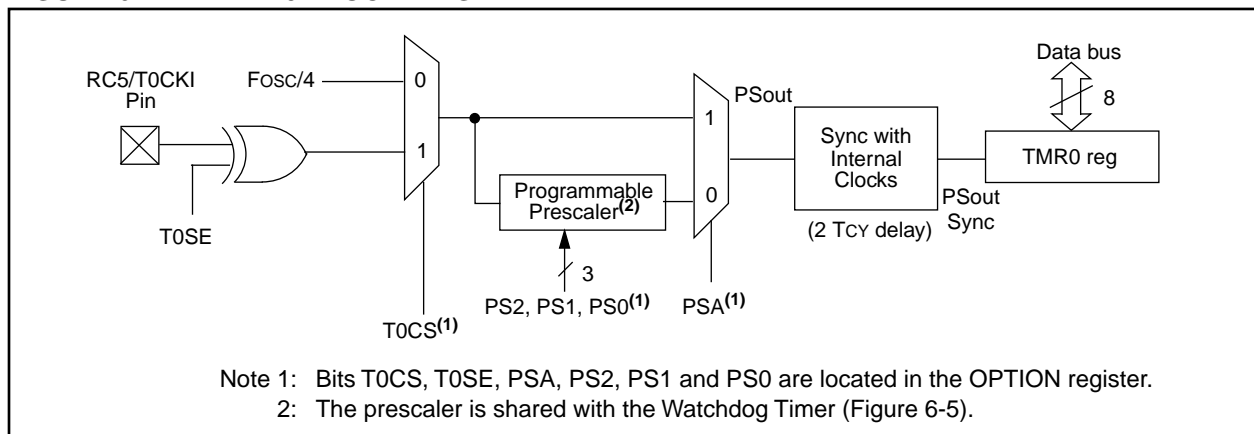 Data bus
RC5/T0CKI
Pin
FOSC/4
0
PSout
8
1
Sync with
Internal
Clocks
1
TMR0 reg
Programmable
Prescaler(2)
0
PSout
Sync
T0SE
(2 TCY delay)
3
PS2, PS1, PS0(1)
PSA(1)
T0CS(1)
Note 1: Bits T0CS, T0SE, PSA, PS2, PS1 and PS0 are located in the OPTION register.
2: The prescaler is shared with the Watchdog Timer (Figure 6-5).